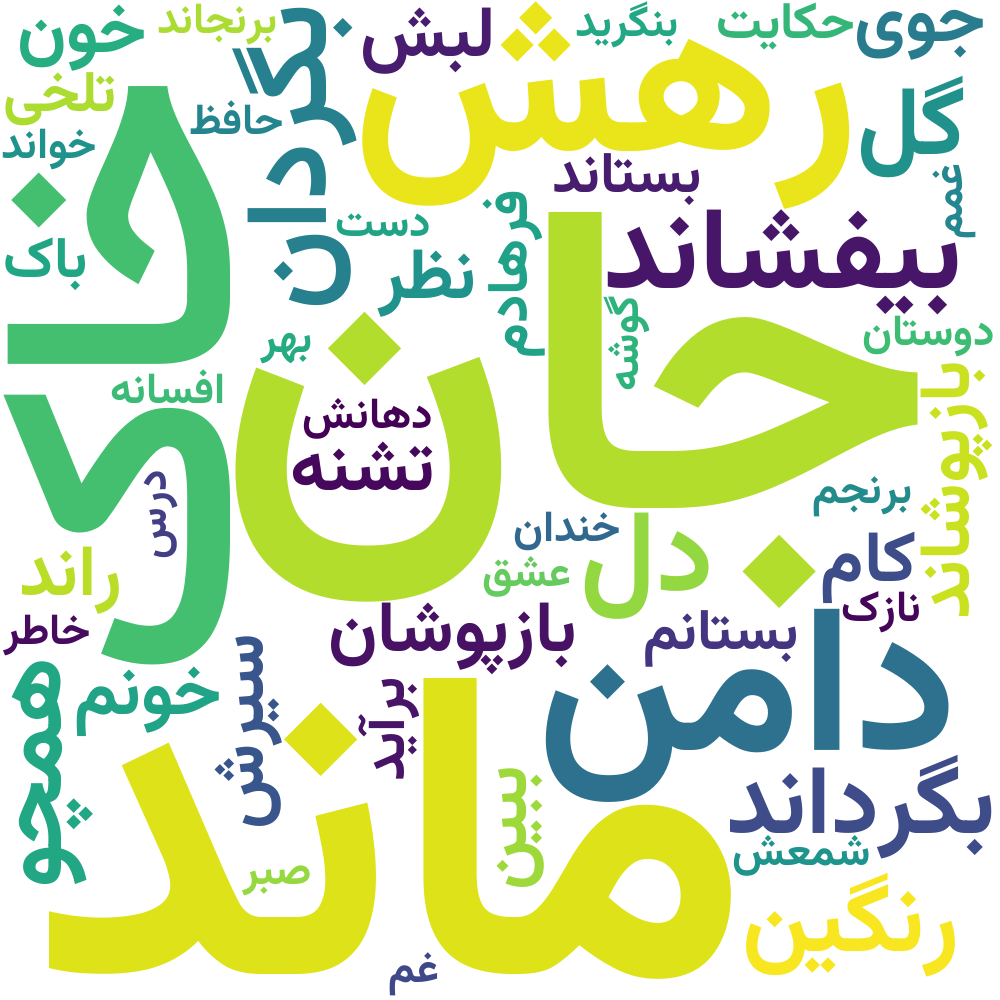 جوی
حکایت
بنگرید
لبش
بگردان
برنجاند
خون
رهش
گل
تلخی
حافظ
خواند
بستاند
غمم
خاک
باک
دست
نظر
فرهادم
بیفشاند
جان
گوشه
دوستان
بهر
افسانه
دهانش
تشنه
بازپوشاند
درس
برنجم
خندان
دل
کام
عشق
راند
نازک
خاطر
بازپوشان
بستانم
دامن
همچو
خونم
سیرش
برآید
ماند
ببین
بگرداند
شمعش
صبر
رنگین
غم